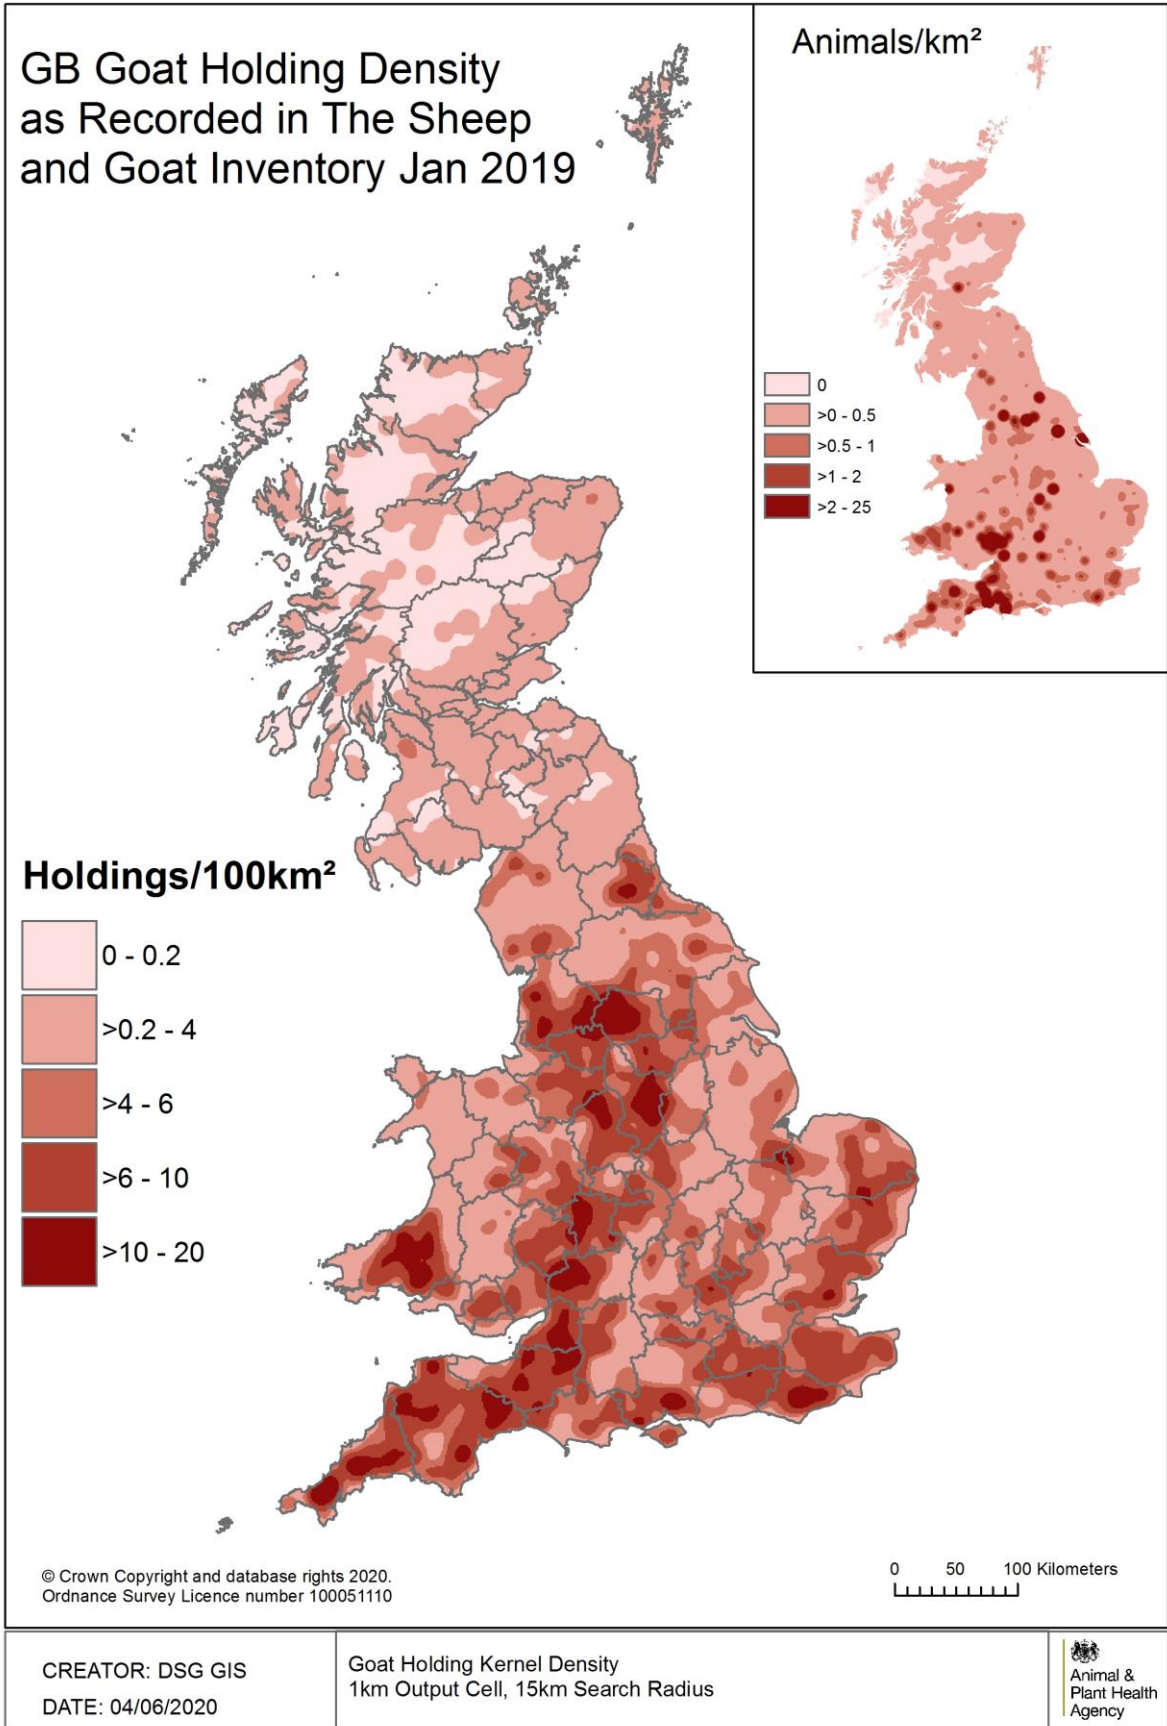 GB Goat Holding Density
as Recorded in The Sheep
and Goat Inventory Jan 2019
Animals/km²
0
>0 - 0.5
>0.5 - 1
>1 - 2
>2 - 25
Holdings/100km²
0 - 0.2
>0.2 - 4
>4 - 6
>6 - 10
>10 - 20
© Crown Copyright and database rights 2020.
Ordnance Survey Licence number 100051110
0 50 100 Kilometers
CREATOR: DSG GIS
DATE: 04/06/2020
Goat Holding Kernel Density
1km Output Cell, 15km Search Radius
Animal &
Plant Health
Agency